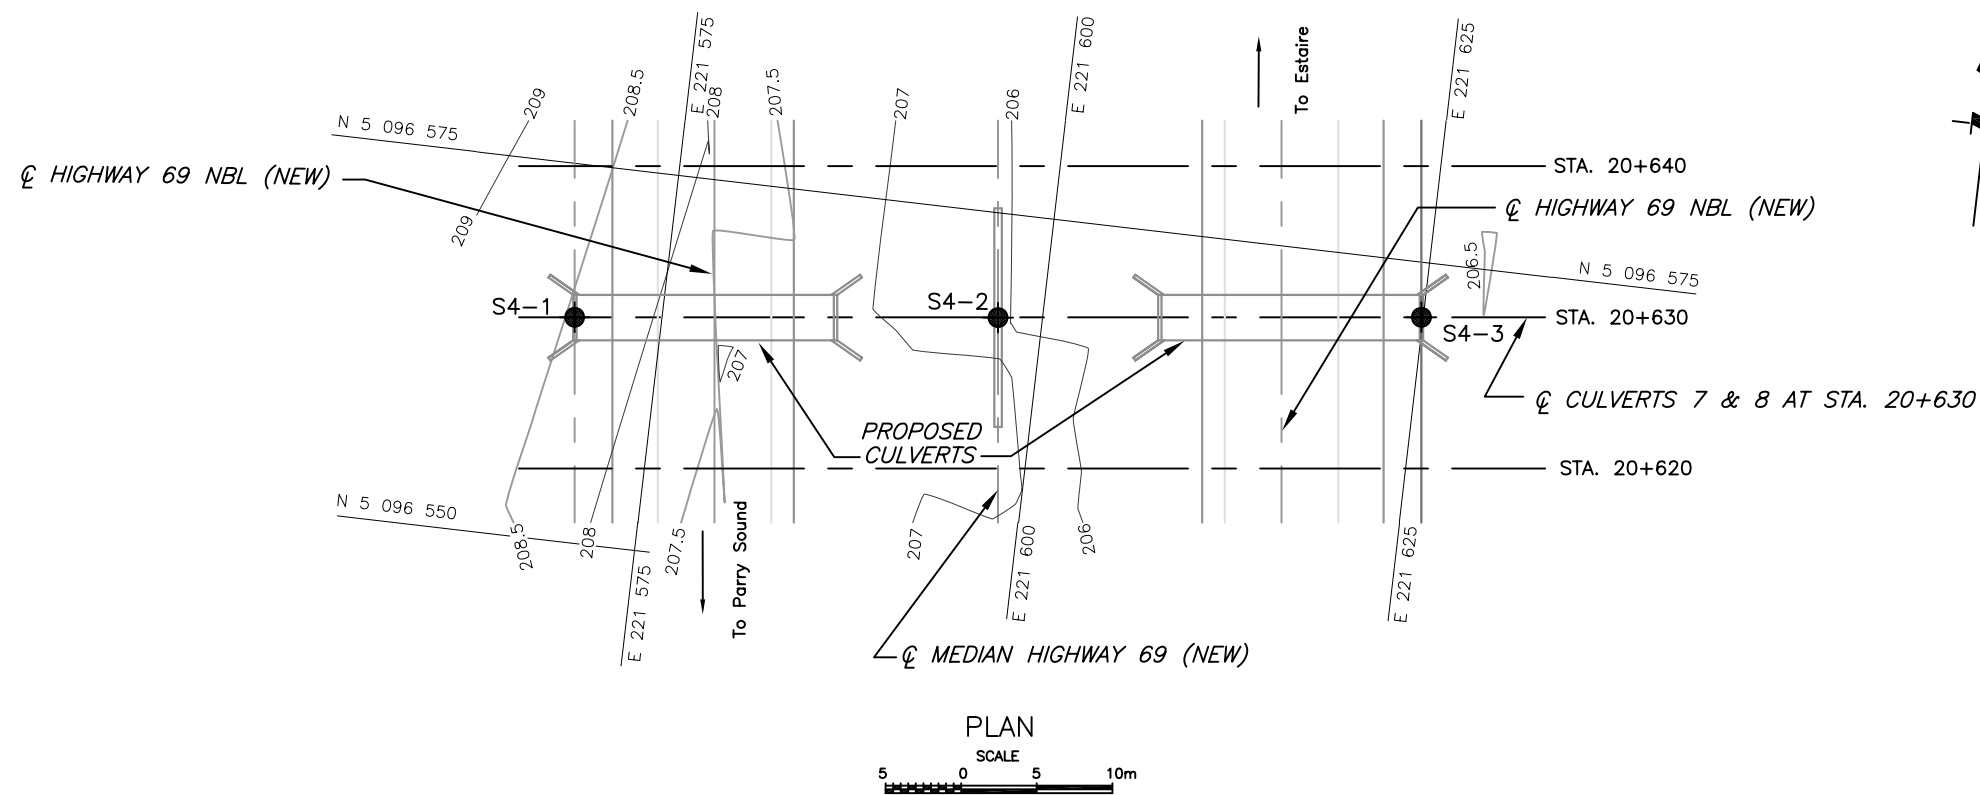 E 221 575
E 221 600
E 221 625
To Estaire
209
208.5
208
207.5
207
206
N 5 096 575
STA. 20+640
℄ HIGHWAY 69 NBL (NEW)
℄ HIGHWAY 69 NBL (NEW)
209
206.5
N 5 096 575
S4-1
S4-2
STA. 20+630
S4-3
207
℄ CULVERTS 7 & 8 AT STA. 20+630
PROPOSED
CULVERTS
STA. 20+620
N 5 096 550
208.5
208
207.5
207
206
E 221 575
E 221 600
E 221 625
To Parry Sound
℄ MEDIAN HIGHWAY 69 (NEW)
PLAN
SCALE
5 0 5 10m